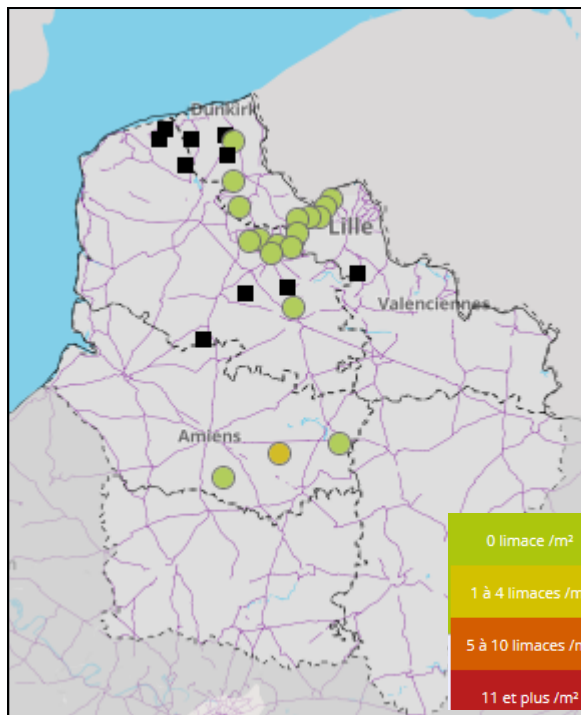 Dunkirk
Lille
Valenciennes
Amiens
0 limace /m²
1 à 4 limaces /m
5 à 10 limaces /m
11 et plus /m²